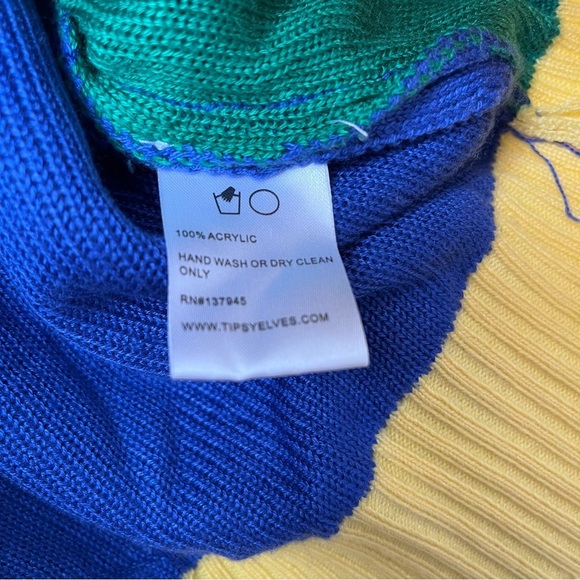 100% ACRYLIC
HAND WASH OR DRY CLEAN
ONLY
RN#137945
WWW.TIPSYELVES.COM